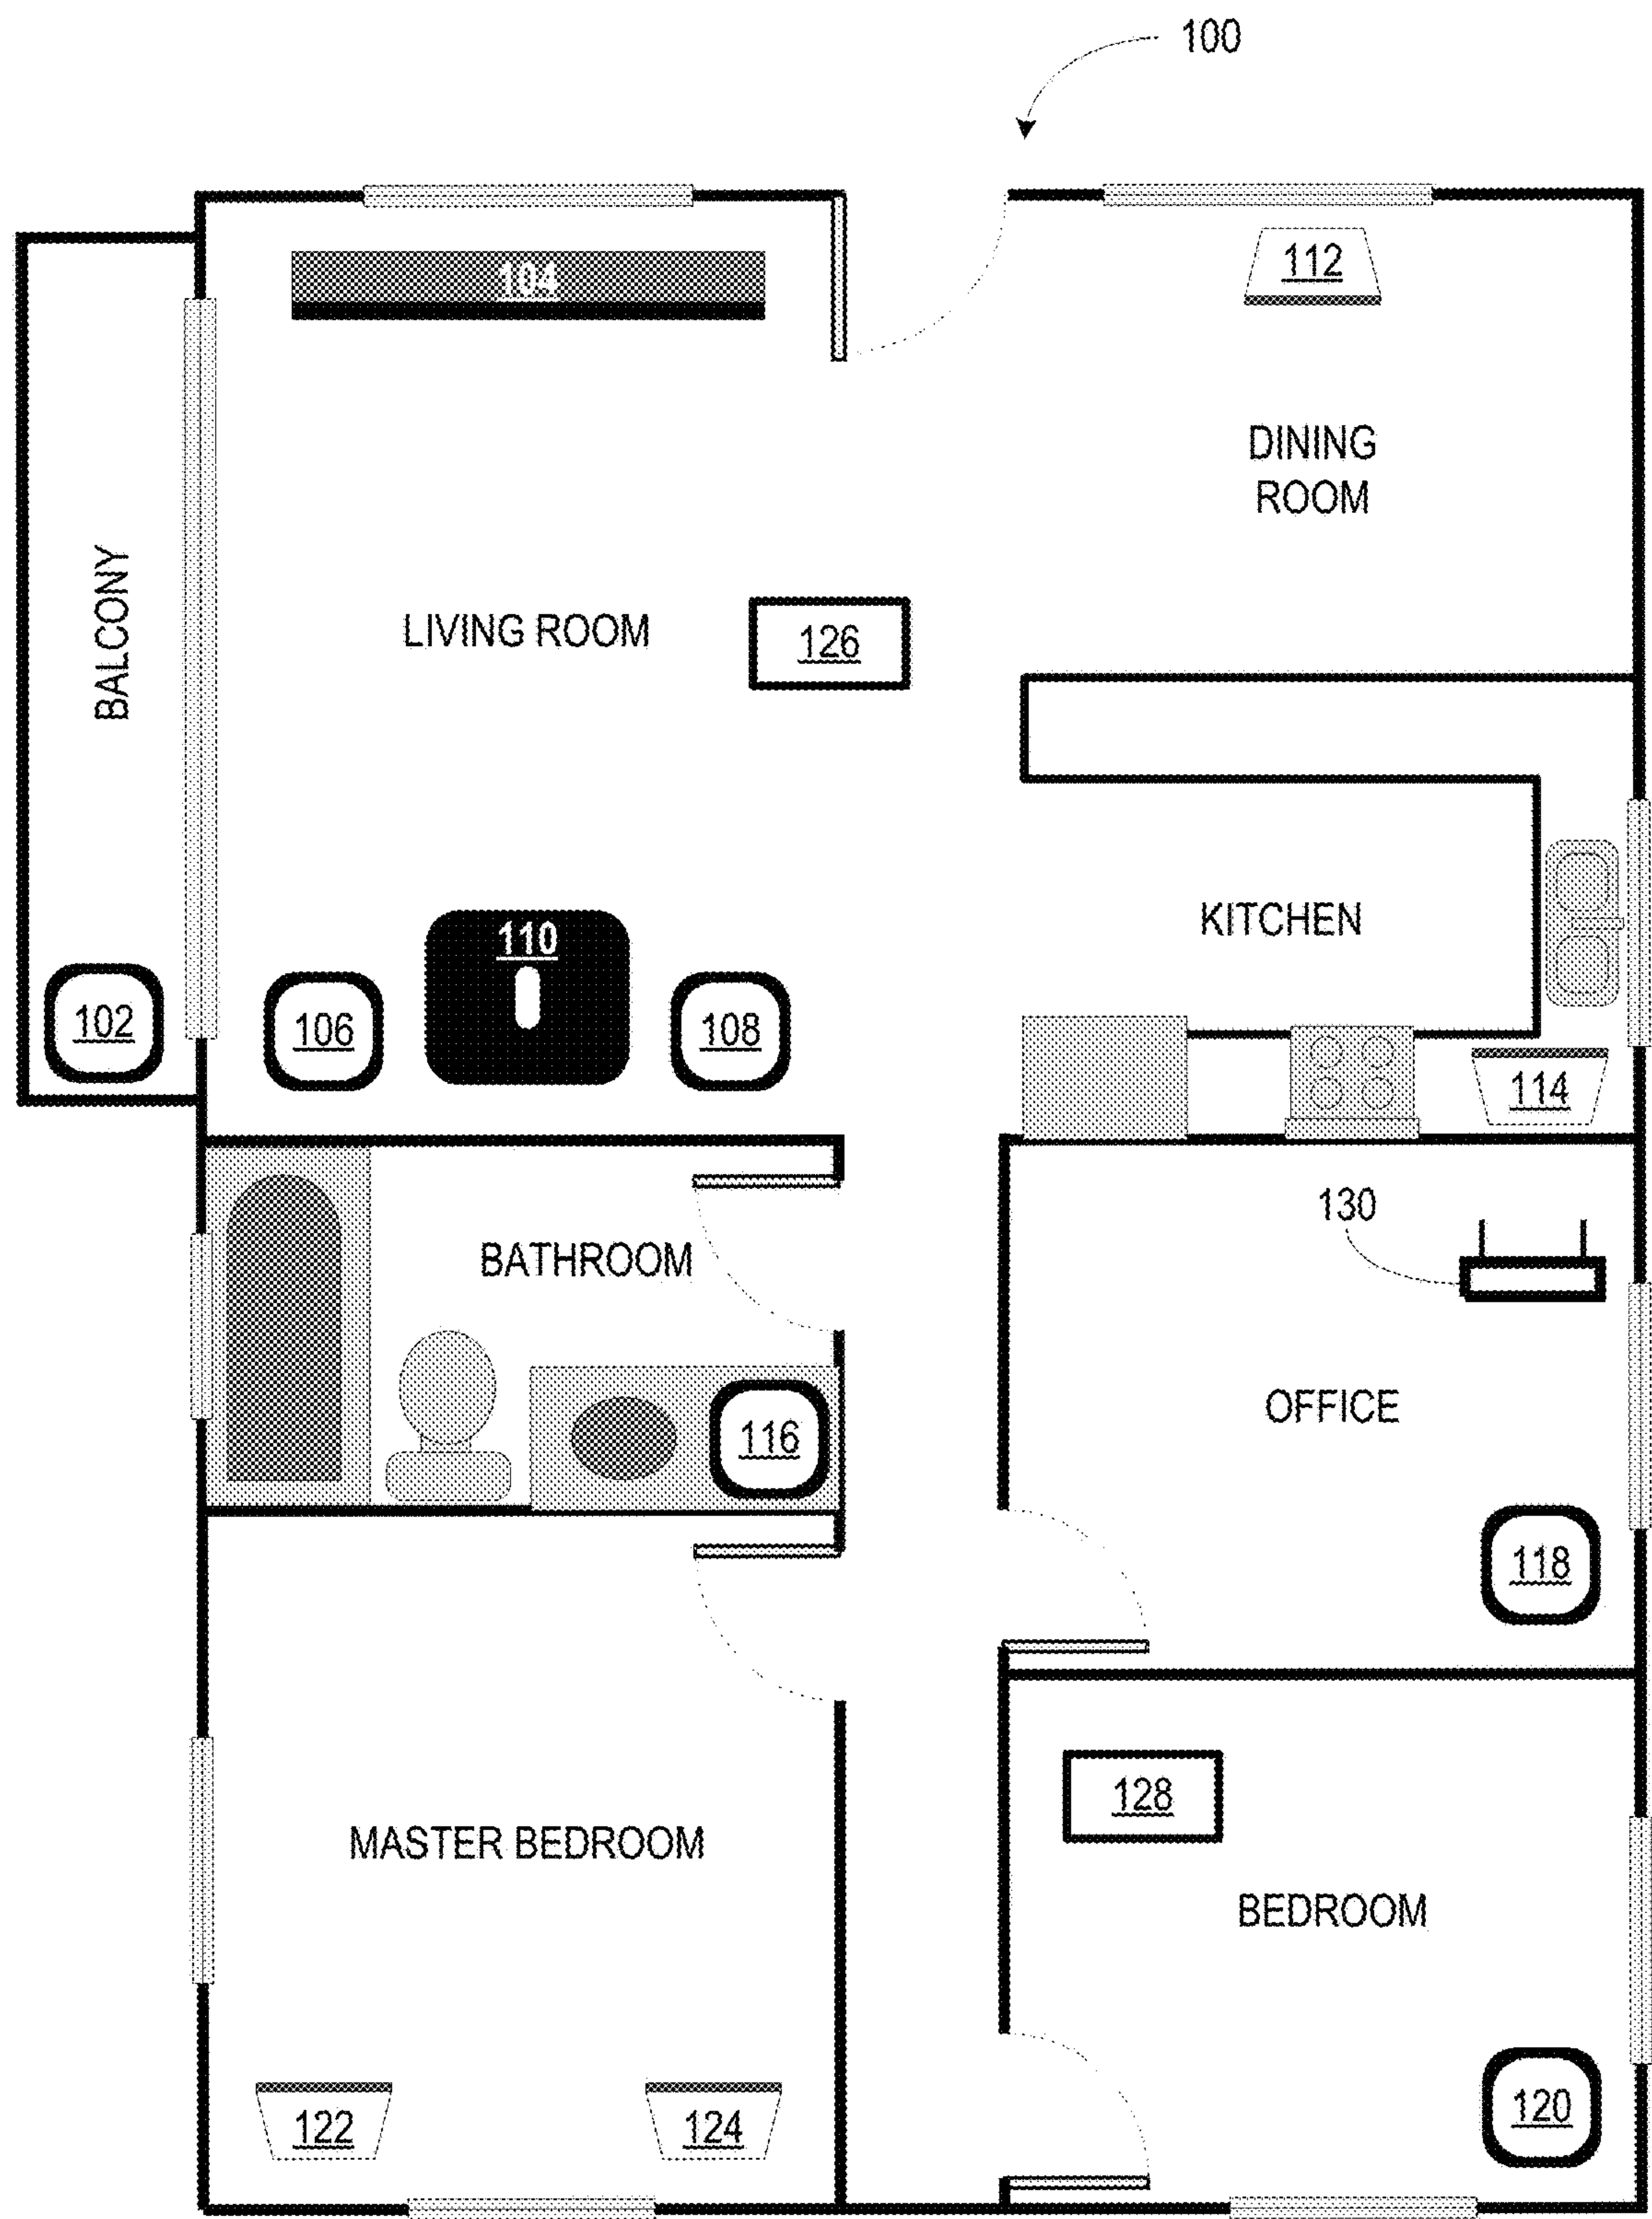 100
104
112
DINING
ROOM
BALCONY
LIVING ROOM
126
KITCHEN
110
102
106
108
114
130
BATHROOM
OFFICE
116
118
128
MASTER BEDROOM
BEDROOM
122
124
120